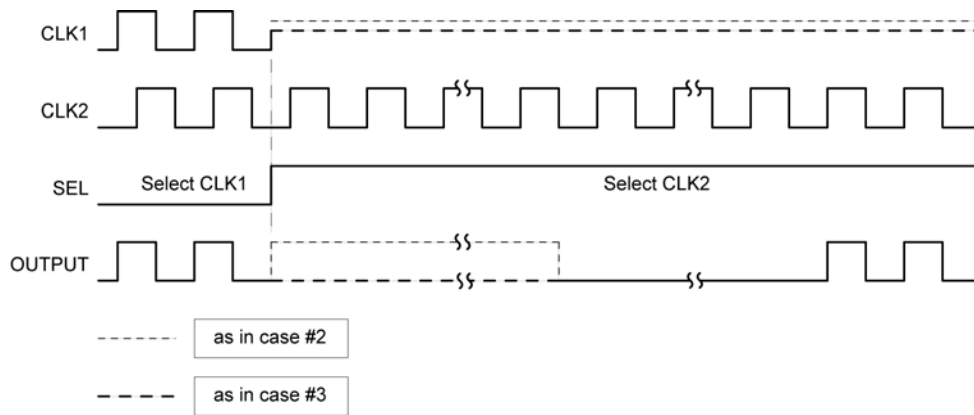 CLK1
CLK2
SEL
Select CLK1
Select CLK2
OUTPUT
as in case #2
as in case #3